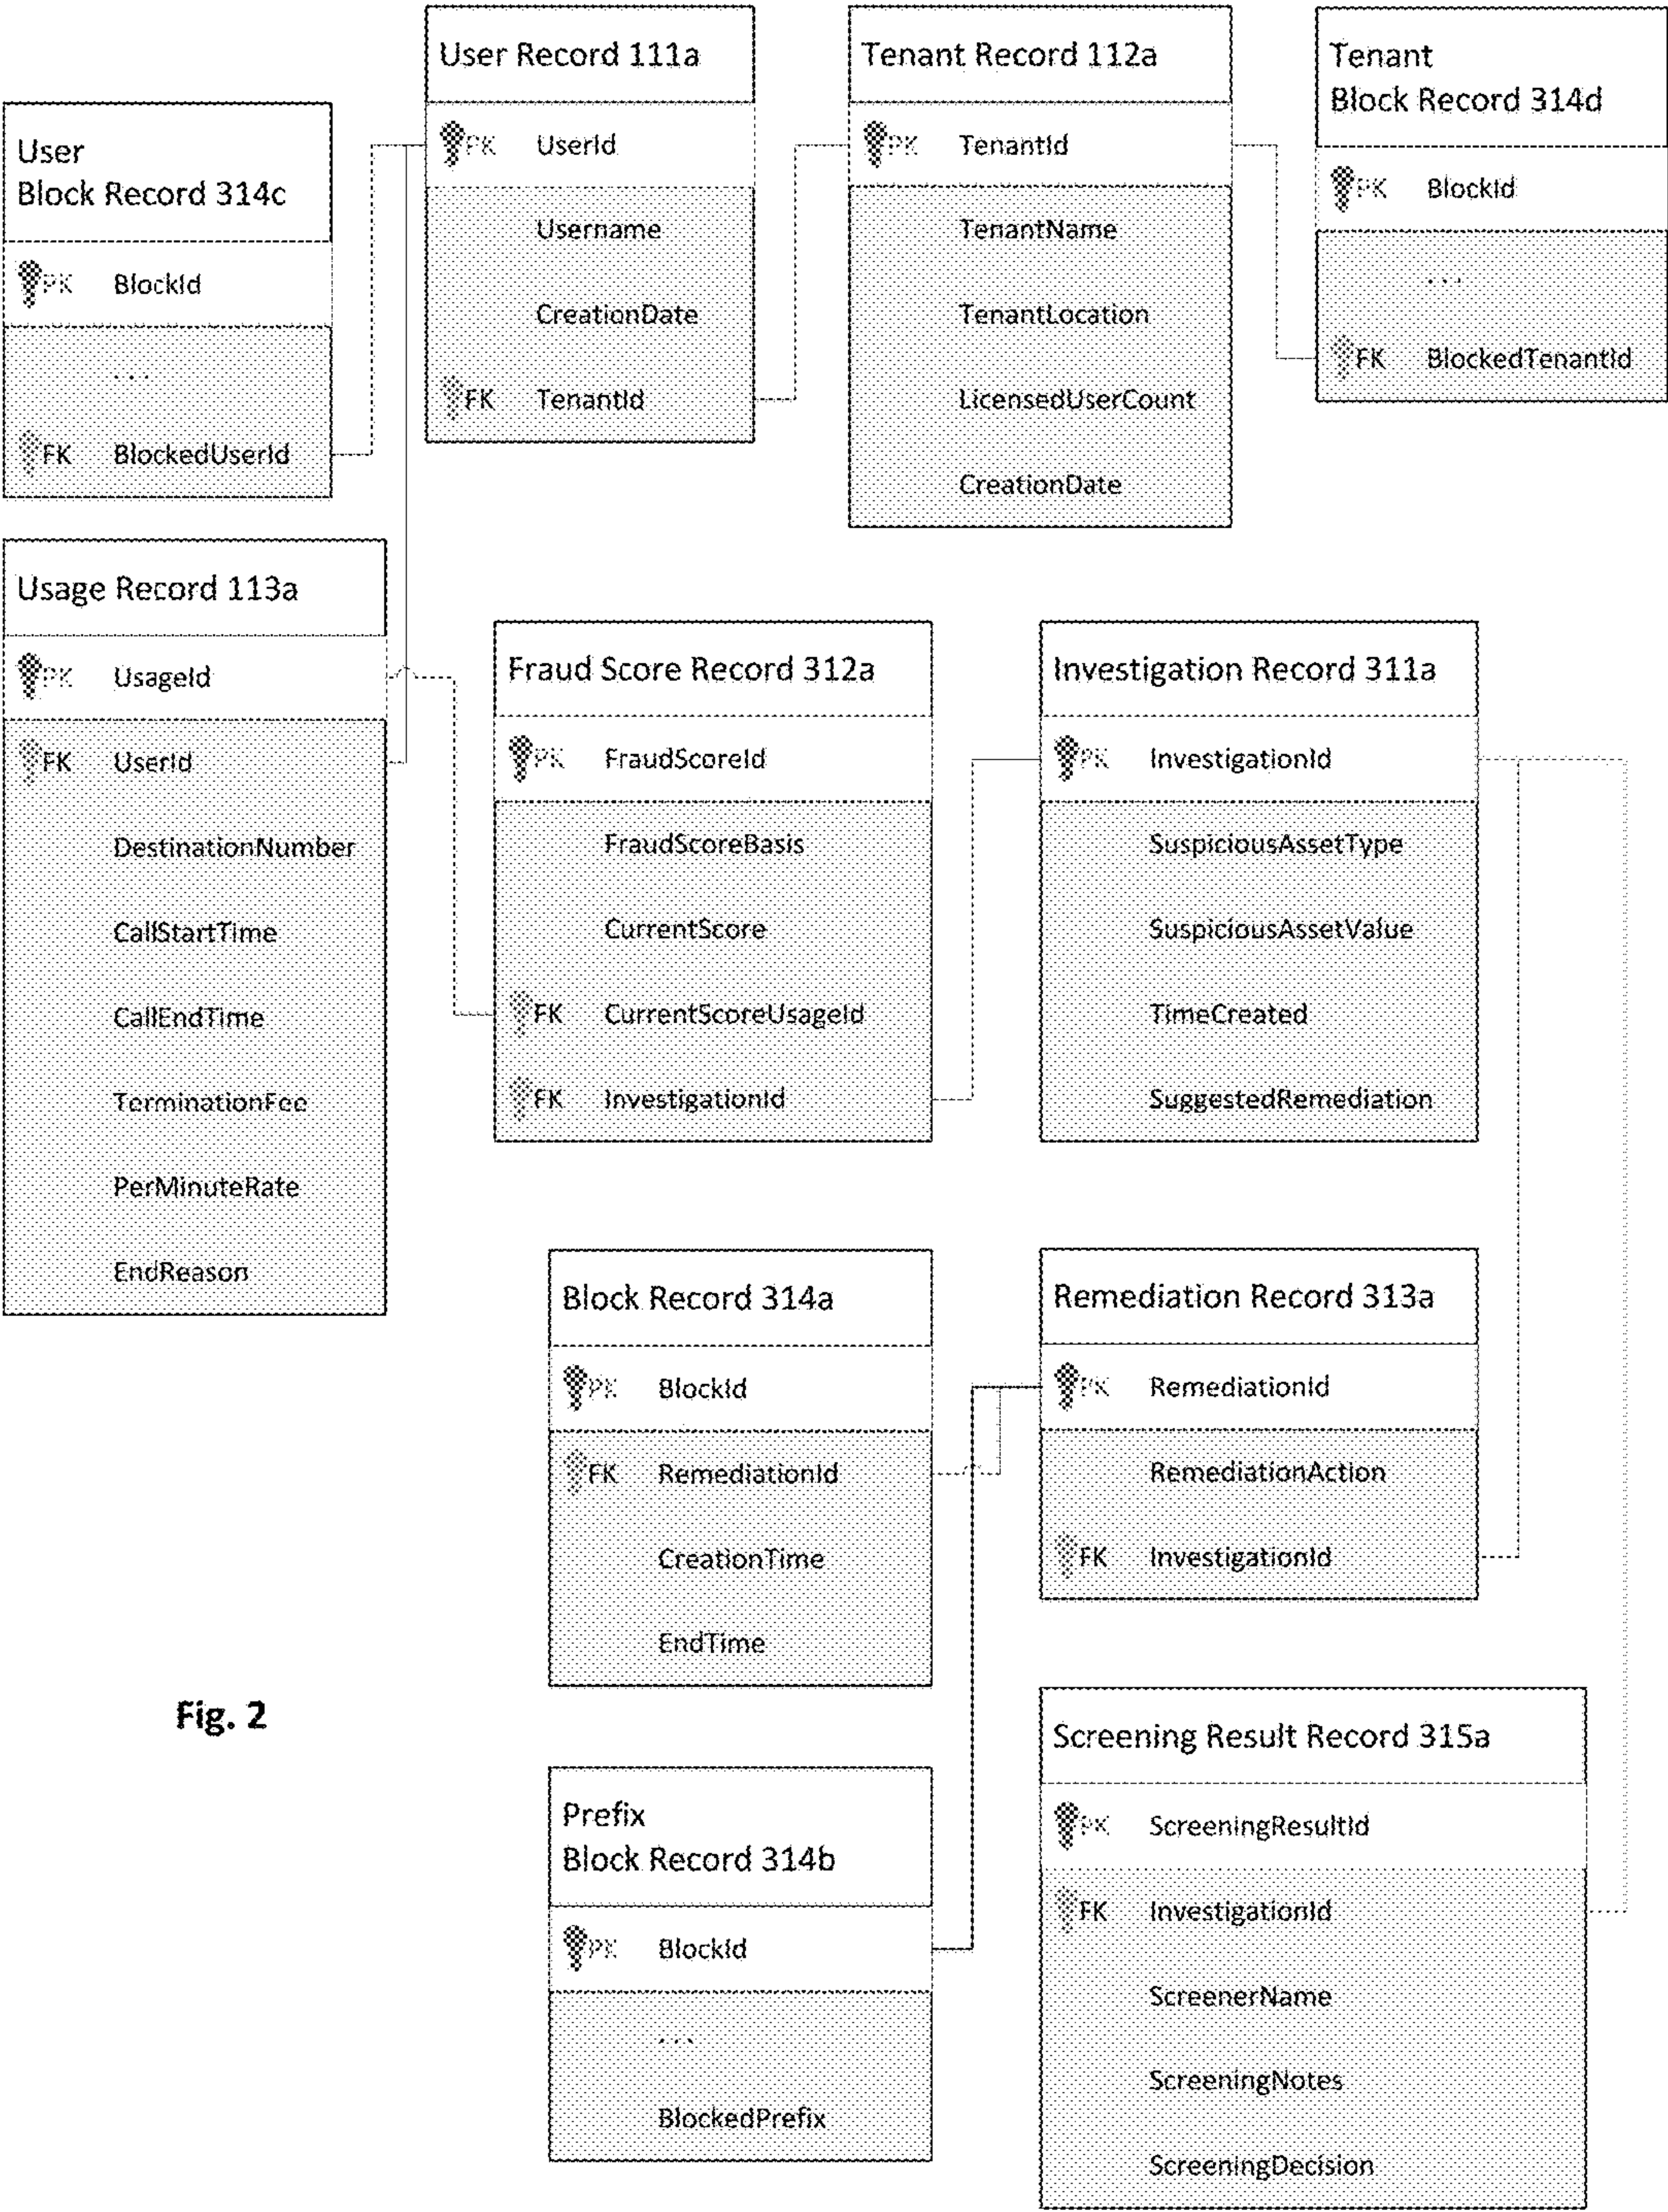 User Record 111a
PK UserId
Username
CreationDate
FK TenantId
Tenant Record 112a
PK TenantId
TenantName
TenantLocation
LicensedUserCount
CreationDate
Tenant
Block Record 314d
PK BlockId
...
FK BlockedTenantId
User
Block Record 314c
PK BlockId
...
FK BlockedUserId
Usage Record 113a
PK UsageId
FK UserId
DestinationNumber
CallStartTime
CallEndTime
TerminationFee
PerMinuteRate
EndReason
Fraud Score Record 312a
PK FraudScoreId
FraudScoreBasis
CurrentScore
FK CurrentScoreUsageId
FK InvestigationId
Investigation Record 311a
PK InvestigationId
SuspiciousAssetType
SuspiciousAssetValue
TimeCreated
SuggestedRemediation
Block Record 314a
PK BlockId
FK RemediationId
CreationTime
EndTime
Remediation Record 313a
PK RemediationId
RemediationAction
FK InvestigationId
Fig. 2
Prefix
Block Record 314b
PK BlockId
...
BlockedPrefix
Screening Result Record 315a
PK ScreeningResultId
FK InvestigationId
ScreenerName
ScreeningNotes
ScreeningDecision